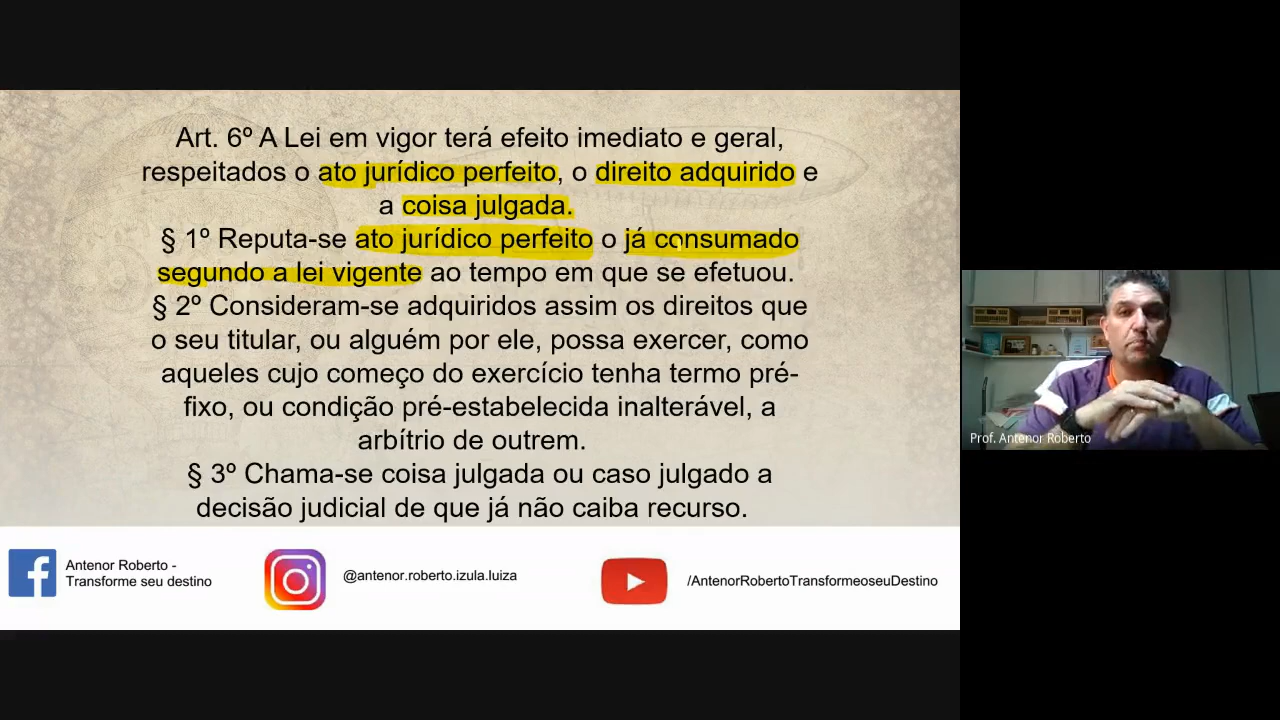 Art. 6º A Lei em vigor terá efeito imediato e geral,
respeitados o ato jurídico perfeito, o direito adquirido e
a coisa julgada.
§ 1º Reputa-se ato jurídico perfeito o já consumado
segundo a lei vigente ao tempo em que se efetuou.
§ 2º Consideram-se adquiridos assim os direitos que
o seu titular, ou alguém por ele, possa exercer, como
aqueles cujo começo do exercício tenha termo pré-
fixo, ou condição pré-estabelecida inalterável, a
arbítrio de outrem.
§ 3º Chama-se coisa julgada ou caso julgado a
decisão judicial de que já não caiba recurso.
Antenor Roberto -
Transforme seu destino
@antenor.roberto.izula.luiza
/AntenorRobertoTransformeoseuDestino
Prof. Antenor Roberto